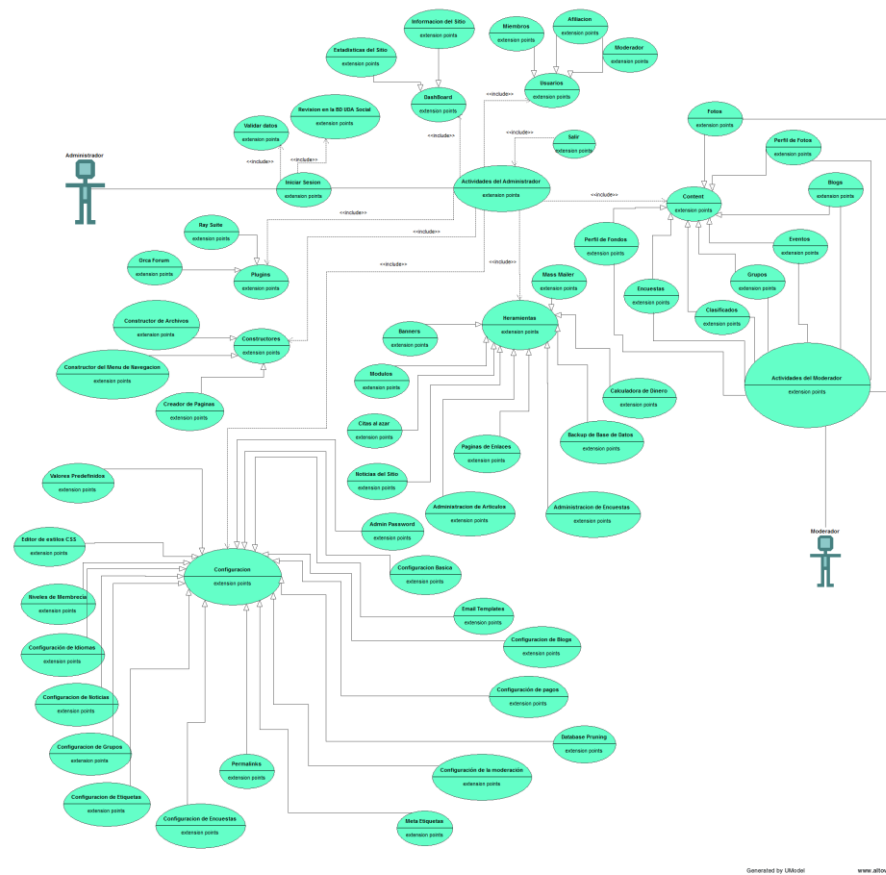 Informacion del Sitio
extension points
Miembros
extension points
Afiliacion
extension points
Estadisticas del Sitio
extension points
Moderador
extension points
Usuarios
extension points
DashBoard
extension points
<<include>>
Revision en la BD UDA Social
extension points
Fotos
extension points
Validar datos
extension points
<<include>>
<<include>>
Salir
extension points
Perfil de Fotos
extension points
Administrador
<<include>>
Iniciar Sesion
extension points
Actividades del Administrador
extension points
<<include>>
Content
extension points
Blogs
extension points
Ray Suite
extension points
<<include>>
Perfil de Fondos
extension points
Eventos
extension points
Orca Forum
extension points
Plugins
extension points
<<include>>
<<include>>
Mass Mailer
extension points
Encuestas
extension points
Grupos
extension points
Constructor de Archivos
extension points
Heramientas
extension points
Clasificados
extension points
Banners
extension points
Constructores
extension points
Constructor del Menu de Navegacion
extension points
Modulos
extension points
Actividades del Moderador
extension points
Creador de Paginas
extension points
Calculadora de Dinero
extension points
Citas al azar
extension points
Paginas de Enlaces
extension points
Backup de Base de Datos
extension points
Valorea Predefinidos
extension points
Noticias del Sitio
extension points
Administracion de Articulos
extension points
Administracion de Encuestas
extension points
Admin Password
extension points
Moderador
Editor de estilos CSS
extension points
Configuracion
extension points
Configuracion Basica
extension points
Niveles de Membrecia
extension points
Email Templatea
extension points
Configuración de Idiomas
extension points
Configuracion de Blogs
extension points
Configuracion de Noticias
extension points
Configuración de pagos
extension points
Configuracion de Grupos
extension points
Database Pruning
extension points
Permalinks
extension points
Configuración de la moderación
extension points
Configuracion de Etiquetas
extension points
Configuracion de Encuestas
extension points
Meta Etiquetas
extension points
Generated by UModel
www.altov